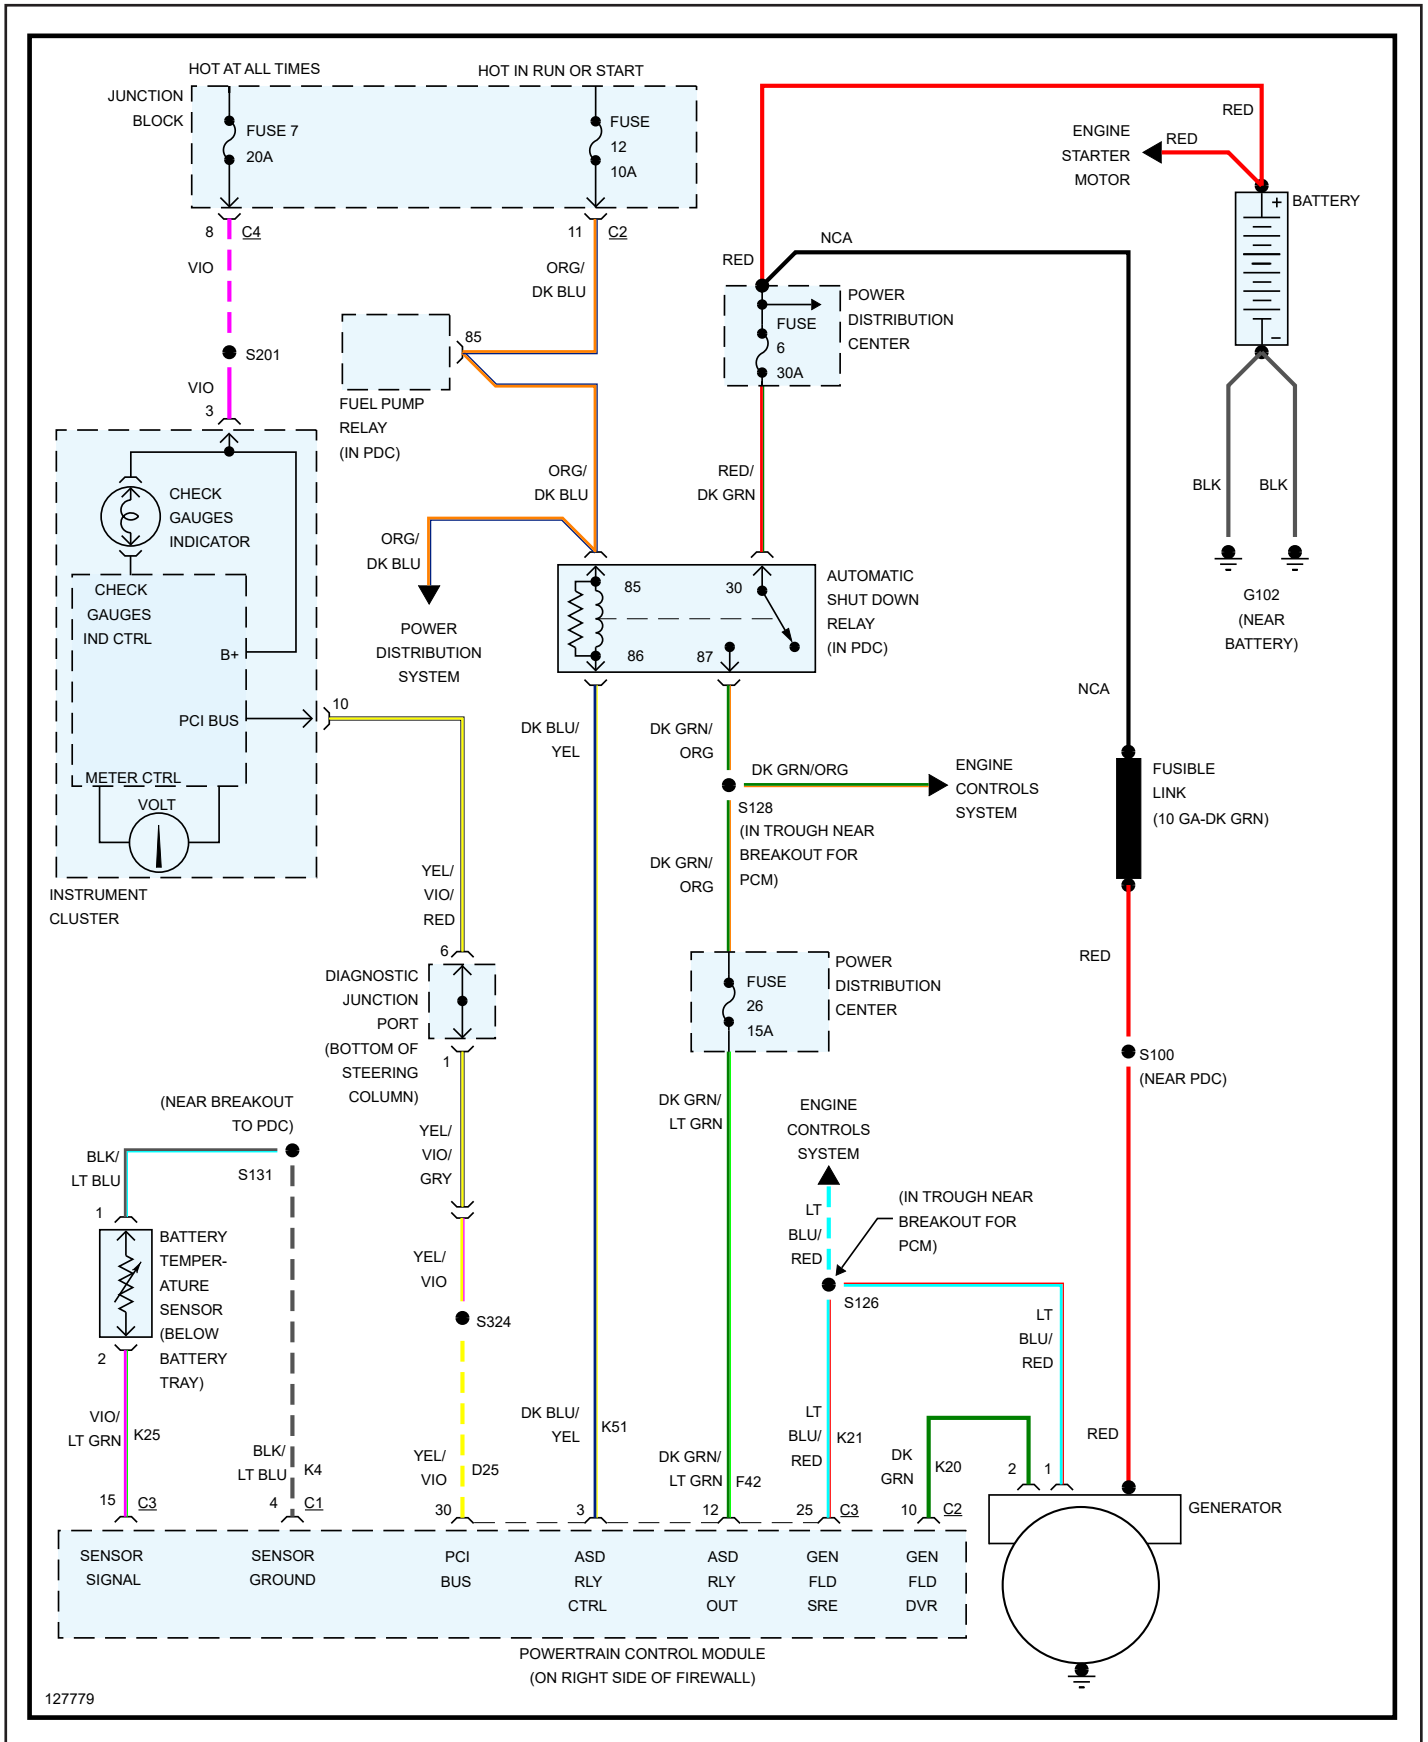 HOT AT ALL TIMES
HOT IN RUN OR START
JUNCTION
BLOCK
FUSE 7
20A
FUSE
12
10A
8 C4
VIO
S201
VIO
3
11 C2
ORG/
DK BLU
85
FUEL PUMP
RELAY
(IN PDC)
ORG/
DK BLU
ORG/
DK BLU
POWER
DISTRIBUTION
SYSTEM
RED
ENGINE
STARTER
MOTOR
RED
BATTERY
+
−
NCA
RED
POWER
DISTRIBUTION
CENTER
FUSE
6
30A
RED/
DK GRN
BLK
BLK
G102
(NEAR
BATTERY)
CHECK
GAUGES
INDICATOR
CHECK
GAUGES
IND CTRL
B+
PCI BUS
10
METER CTRL
VOLT
INSTRUMENT
CLUSTER
85
30
86
87
AUTOMATIC
SHUT DOWN
RELAY
(IN PDC)
DK BLU/
YEL
DK GRN/
ORG
DK GRN/ORG
ENGINE
CONTROLS
SYSTEM
S128
(IN TROUGH NEAR
BREAKOUT FOR
PCM)
DK GRN/
ORG
NCA
FUSIBLE
LINK
(10 GA-DK GRN)
RED
S100
(NEAR PDC)
YEL/
VIO/
RED
6
DIAGNOSTIC
JUNCTION
PORT
(BOTTOM OF
STEERING
COLUMN)
1
YEL/
VIO/
GRY
YEL/
VIO
S324
POWER
DISTRIBUTION
CENTER
FUSE
26
15A
DK GRN/
LT GRN
ENGINE
CONTROLS
SYSTEM
LT
BLU/
RED
(IN TROUGH NEAR
BREAKOUT FOR
PCM)
S126
LT
BLU/
RED
(NEAR BREAKOUT
TO PDC)
S131
BLK/
LT BLU
1
BATTERY
TEMPER-
ATURE
SENSOR
(BELOW
BATTERY
TRAY)
2
VIO/
LT GRN
K25
15 C3
BLK/
LT BLU
K4
4 C1
YEL/
VIO
D25
30
DK BLU/
YEL
K51
3
DK GRN/
LT GRN
F42
12
LT
BLU/
RED
K21
25 C3
DK
GRN
K20
10 C2
2
1
RED
GENERATOR
SENSOR
SIGNAL
SENSOR
GROUND
PCI
BUS
ASD
RLY
CTRL
ASD
RLY
OUT
GEN
FLD
SRE
GEN
FLD
DVR
POWERTRAIN CONTROL MODULE
(ON RIGHT SIDE OF FIREWALL)
127779